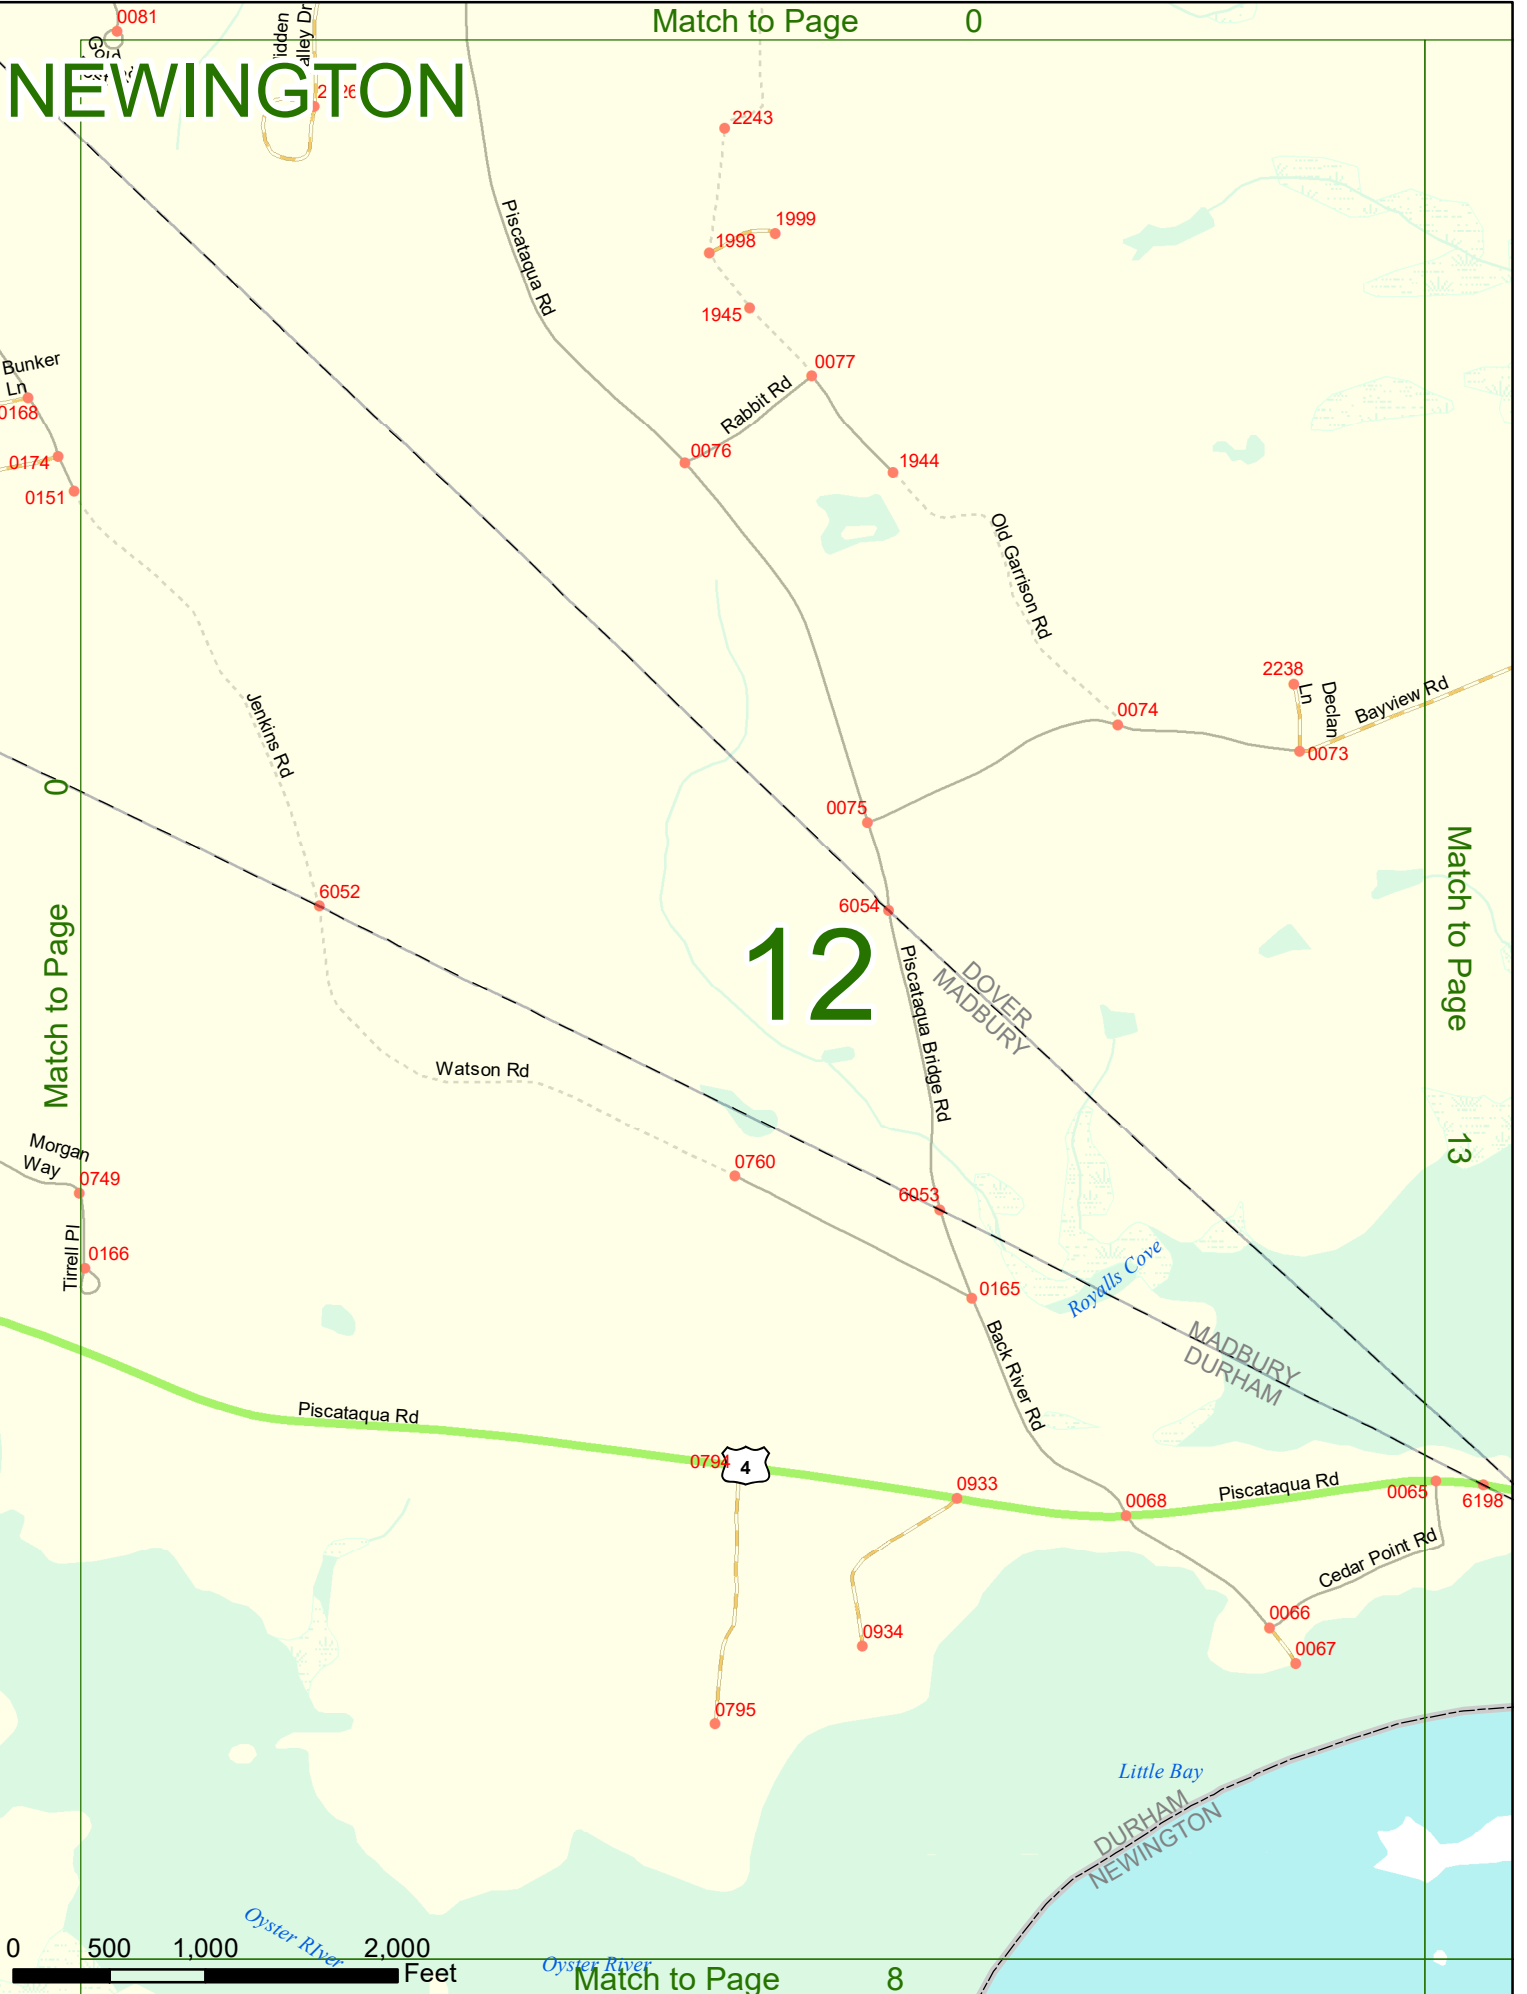 Match to Page 0
0081
NEWINGTON
idden
alley Dr
2243
1999
1998
1945
Piscataqua Rd
0077
Rabbit Rd
0076
1944
Bunker
Ln
0168
0174
0151
Old Garrison Rd
Jenkins Rd
2238
Declan
Ln
Bayview Rd
0074
0073
0075
Match to Page 0
Match to Page 13
6052
6054
12
DOVER
MADBURY
Piscataqua Bridge Rd
Watson Rd
Morgan
Way
0749
0760
6053
Tirrell Pl
0166
0165
Royalls Cove
Back River Rd
MADBURY
DURHAM
Piscataqua Rd
0794
4
0933
0068
Piscataqua Rd
0065
6198
Cedar Point Rd
0066
0934
0067
0795
Little Bay
DURHAM
NEWINGTON
Oyster RIver
Oyster River
0 500 1,000 2,000
Feet
Match to Page 8